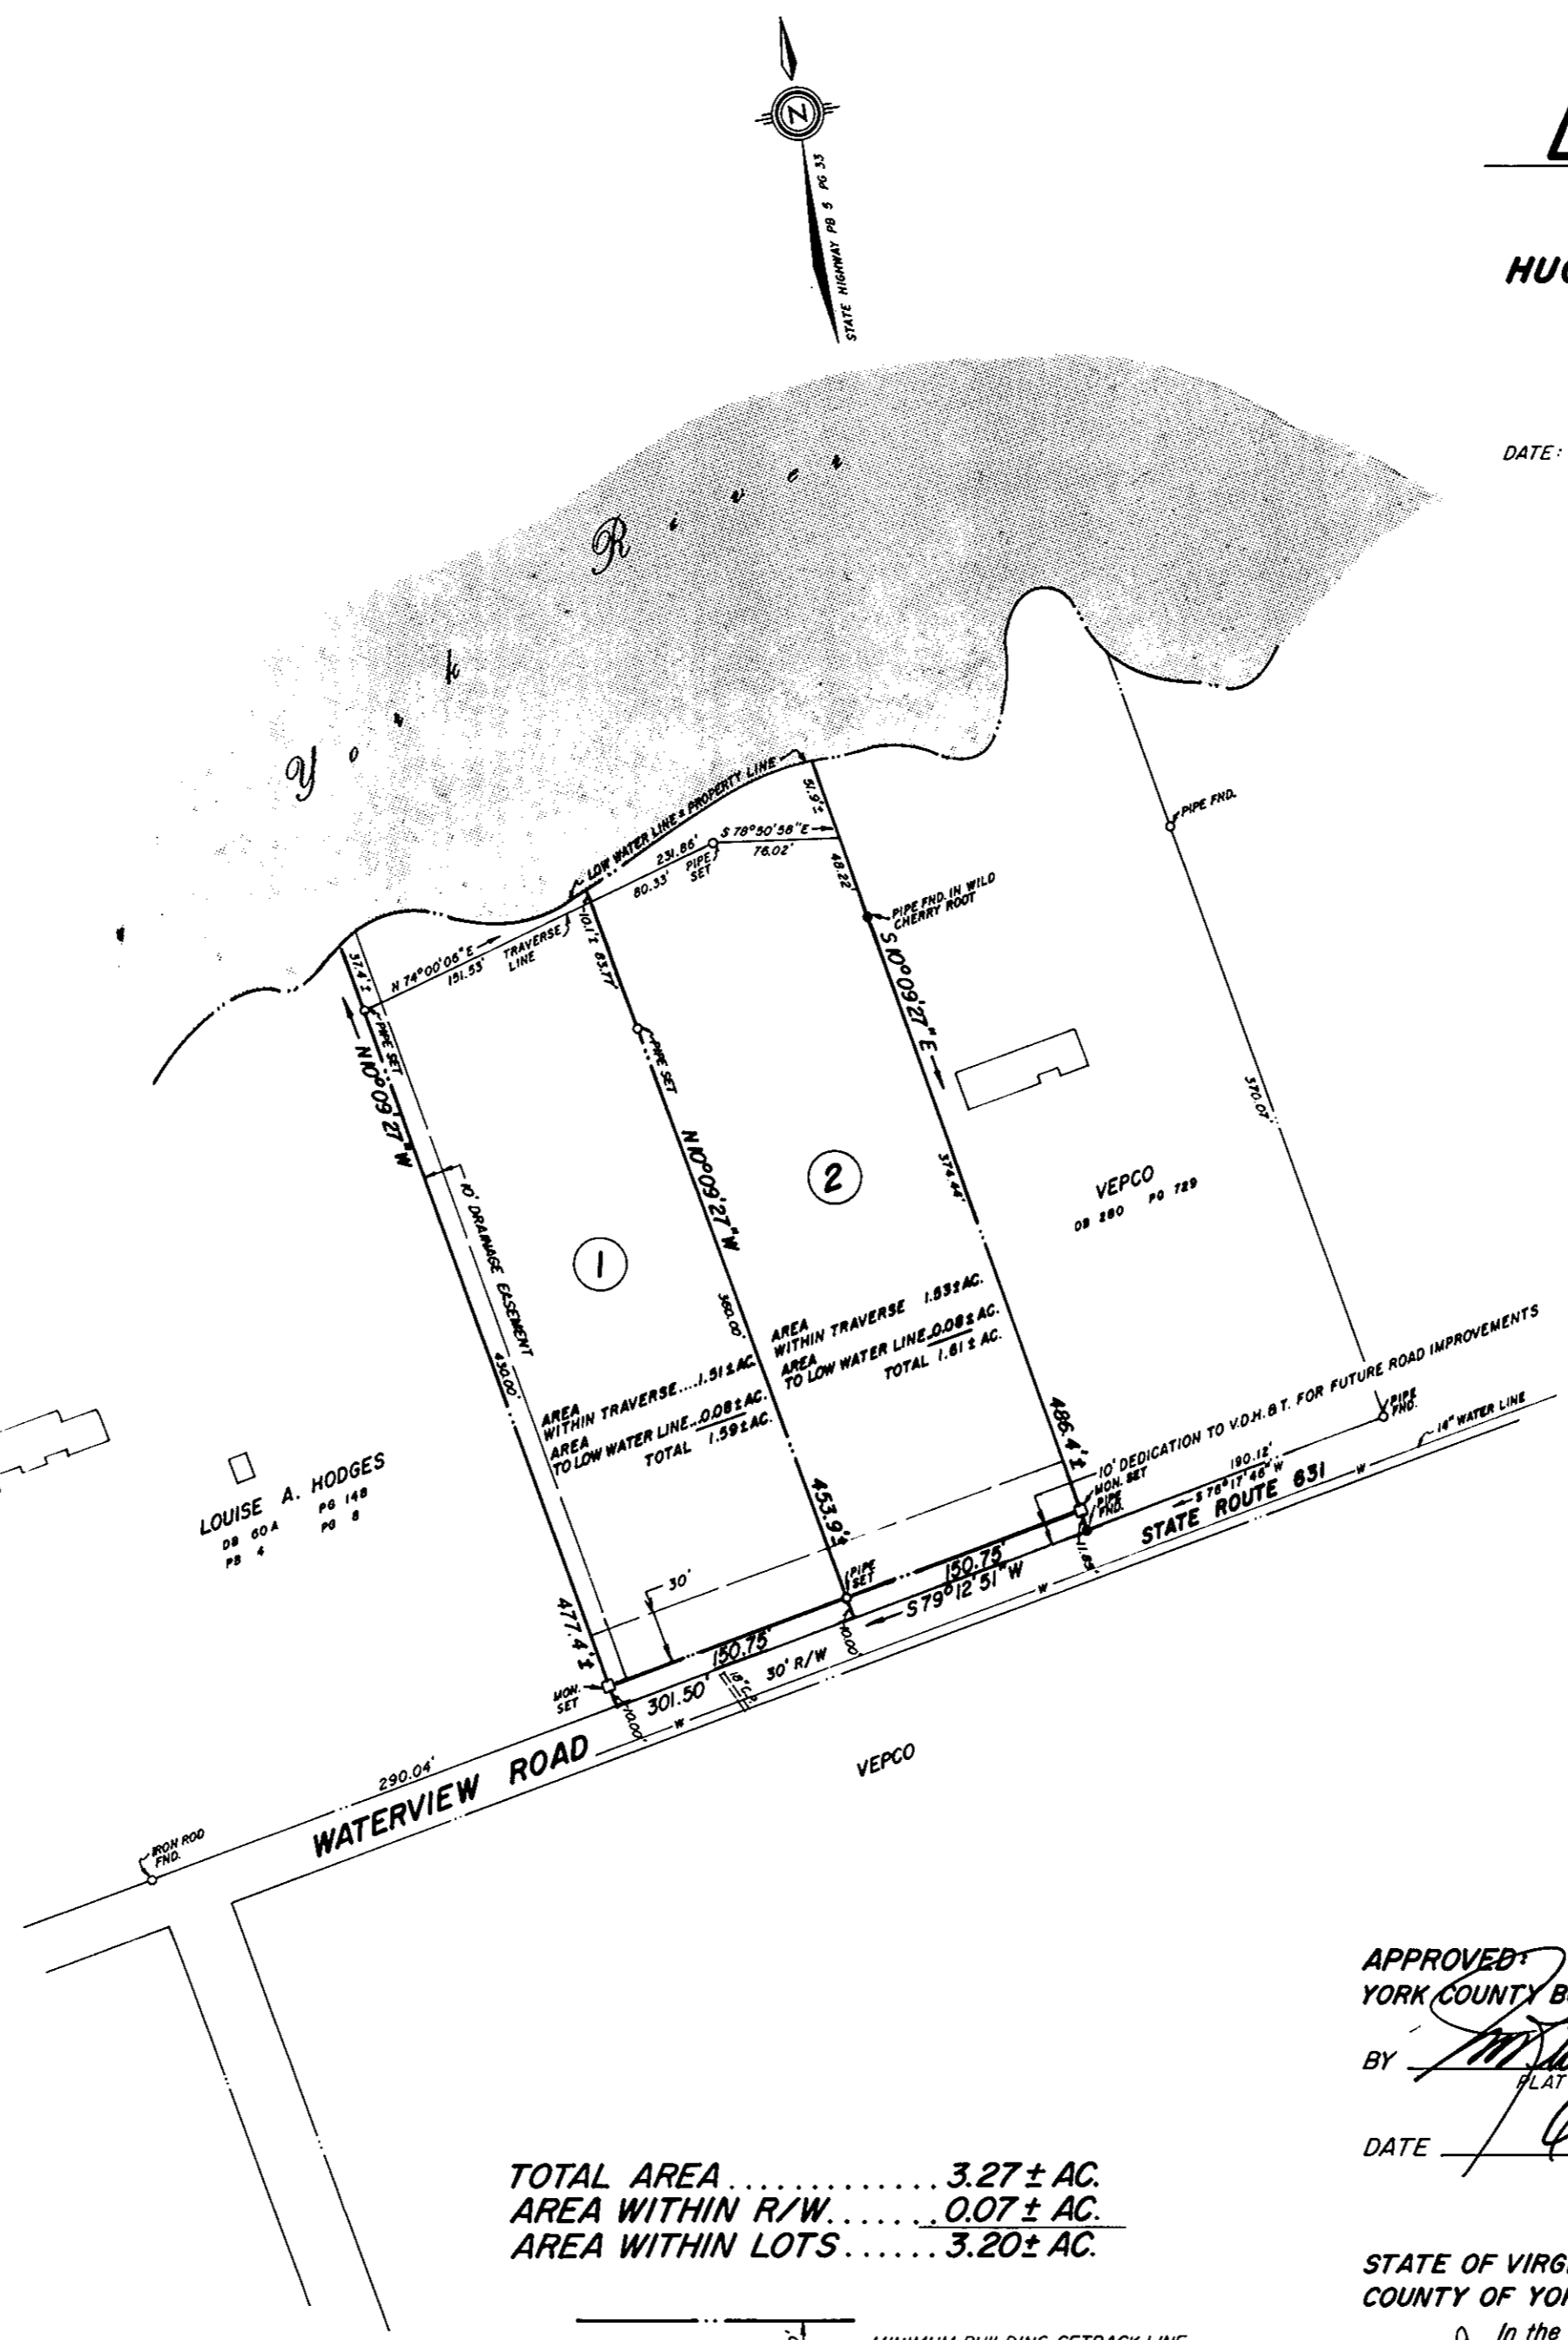 N
STATE HIGHWAY PB 5 PG 33
HUG
DATE:
York River
LOW WATER LINE & PROPERTY LINE
51.9'±
S 78°50'58"E
76.02'
231.86'
80.33'
PIPE SET
48.22'
PIPE FND.
PIPE FND. IN WILD
CHERRY ROOT
10.1'±
83.77'
N 74°00'06"E
151.53'
TRAVERSE
LINE
37.4'±
PIPE SET
PIPE SET
N10°09'27"W
S 10°09'27"E
N10°09'27"W
10' DRAINAGE EASEMENT
370.07'
374.44'
2
VEPCO
DB 280 PG 729
1
360.00'
430.00'
AREA
WITHIN TRAVERSE 1.53±AC.
AREA
TO LOW WATER LINE 0.08± AC.
TOTAL 1.61± AC.
AREA
WITHIN TRAVERSE....1.51±AC.
AREA
TO LOW WATER LINE...0.08±AC.
TOTAL 1.59±AC.
LOUISE A. HODGES
DB 60A PG 148
PB 4 PG 8
486.4'±
453.9'±
477.4'±
10' DEDICATION TO V.D.H.&T. FOR FUTURE ROAD IMPROVEMENTS
MON. SET
PIPE
FND.
PIPE
FND.
14" WATER LINE
190.12'
S 78°17'46"W
STATE ROUTE 631
W
11.85'
PIPE
SET
150.75'
S79°12'51"W
W
30'
150.75'
10.00'
30' R/W
18" C.P.
301.50'
W
10.00'
MON.
SET
290.04'
WATERVIEW ROAD
VEPCO
IRON ROD
FND.
APPROVED:
YORK COUNTY B
BY
PLAT
DATE
TOTAL AREA............. 3.27± AC.
AREA WITHIN R/W....... 0.07± AC.
AREA WITHIN LOTS...... 3.20± AC.
STATE OF VIRG
COUNTY OF YOR
In the
MINIMUM BUILDING SETBACK LINE